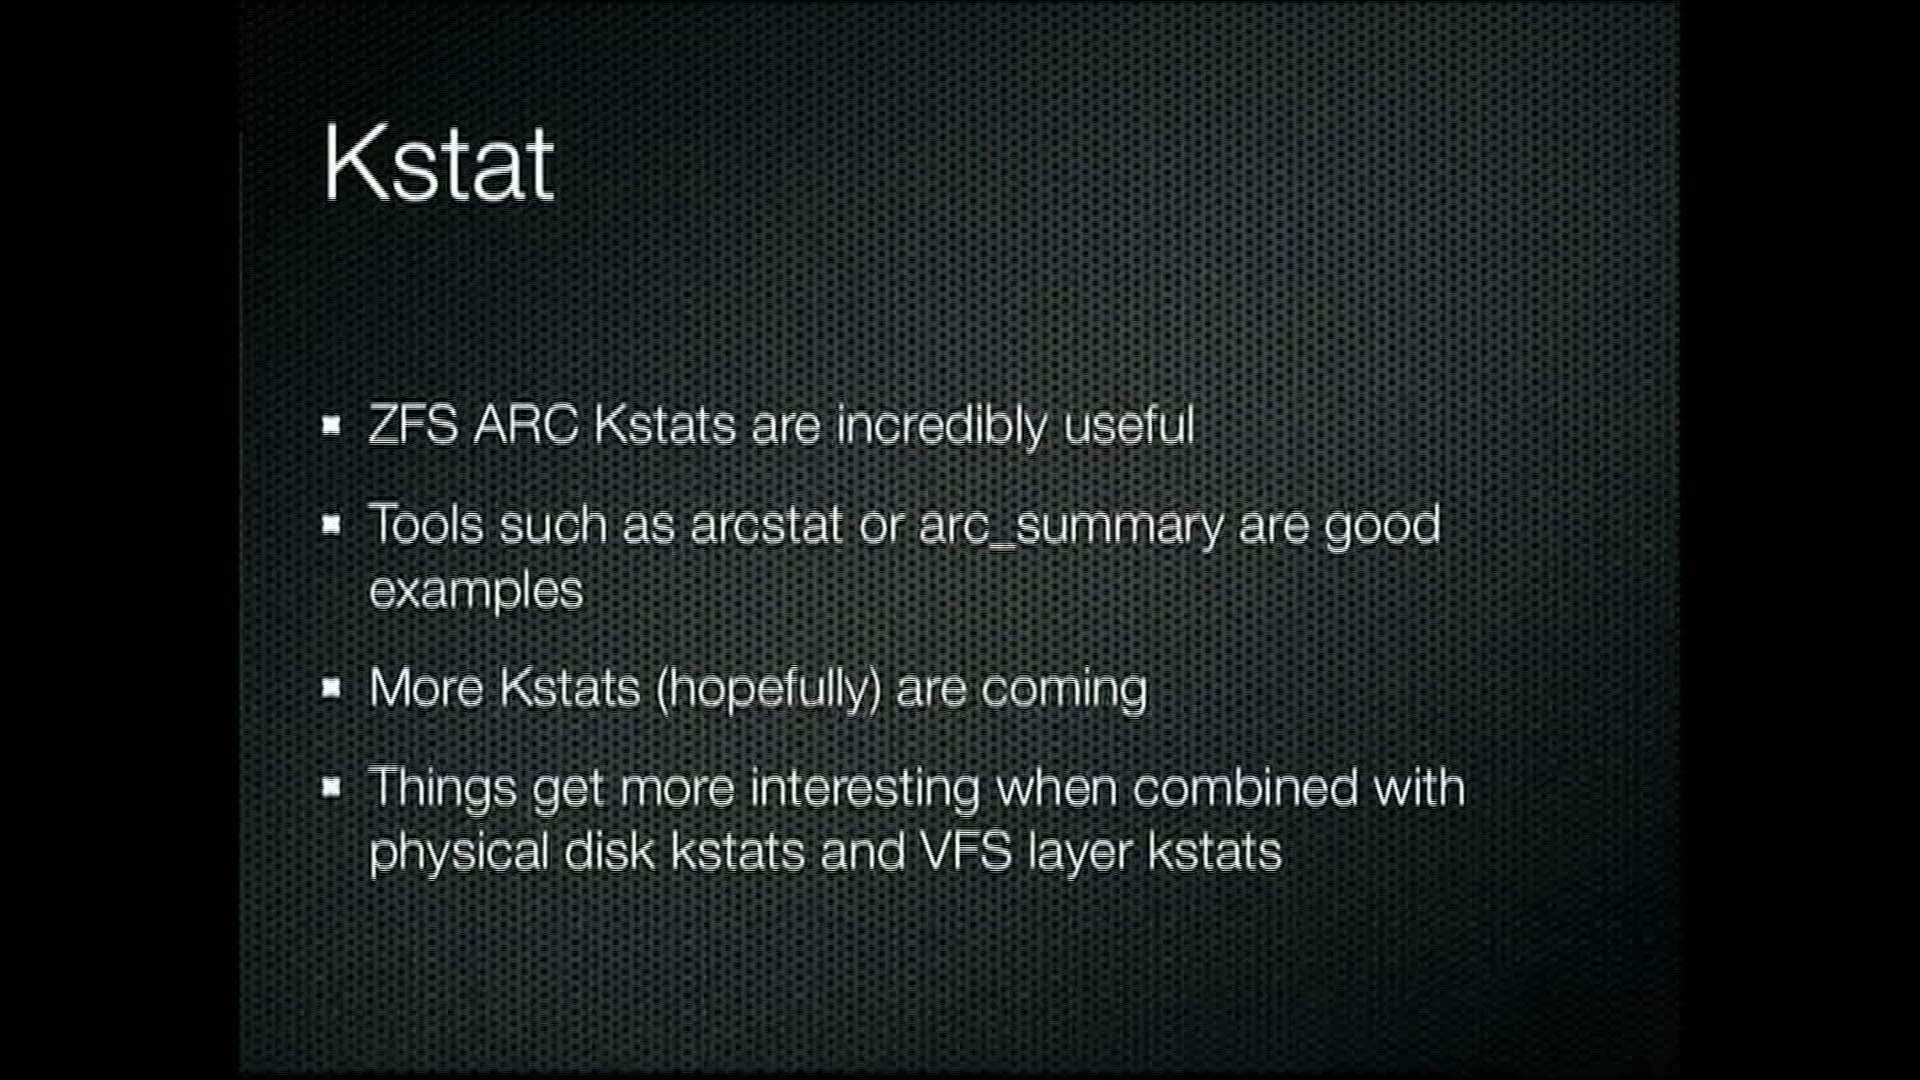 Kstat
ZFS ARC Kstats are incredibly useful
Tools such as arcstat or arc_summary are good
examples
More Kstats (hopefully) are coming
Things get more interesting when combined with
physical disk kstats and VFS layer kstats